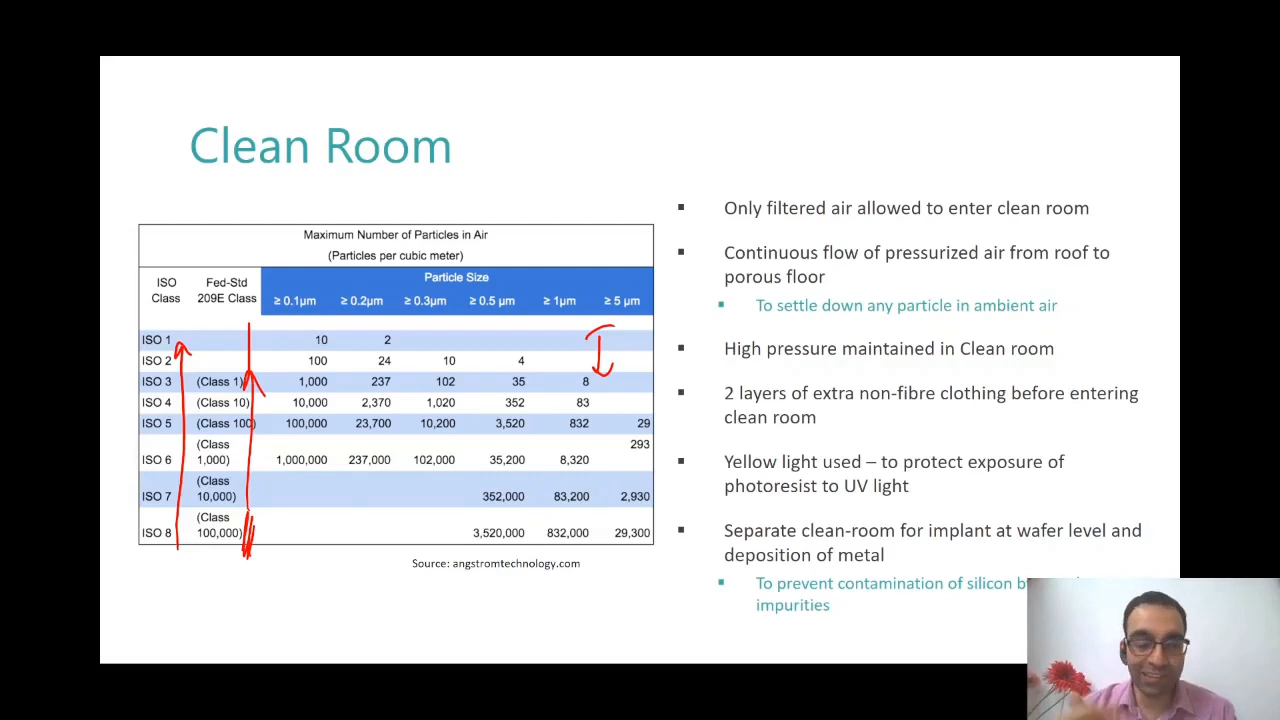 Clean Room
Maximum Number of Particles in Air
(Particles per cubic meter)
ISO Class Fed-Std 209E Class Particle Size
≥ 0.1µm ≥ 0.2µm ≥ 0.3µm ≥ 0.5 µm ≥ 1µm ≥ 5 µm
ISO 1 10 2
ISO 2 100 24 10 4
ISO 3 (Class 1) 1,000 237 102 35 8
ISO 4 (Class 10) 10,000 2,370 1,020 352 83
ISO 5 (Class 100) 100,000 23,700 10,200 3,520 832 29
ISO 6 (Class 1,000) 1,000,000 237,000 102,000 35,200 8,320 293
ISO 7 (Class 10,000) 352,000 83,200 2,930
ISO 8 (Class 100,000) 3,520,000 832,000 29,300
Source: angstromtechnology.com
▪ Only filtered air allowed to enter clean room
▪ Continuous flow of pressurized air from roof to
porous floor
▪ To settle down any particle in ambient air
▪ High pressure maintained in Clean room
▪ 2 layers of extra non-fibre clothing before entering
clean room
▪ Yellow light used – to protect exposure of
photoresist to UV light
▪ Separate clean-room for implant at wafer level and
deposition of metal
▪ To prevent contamination of silicon
impurities